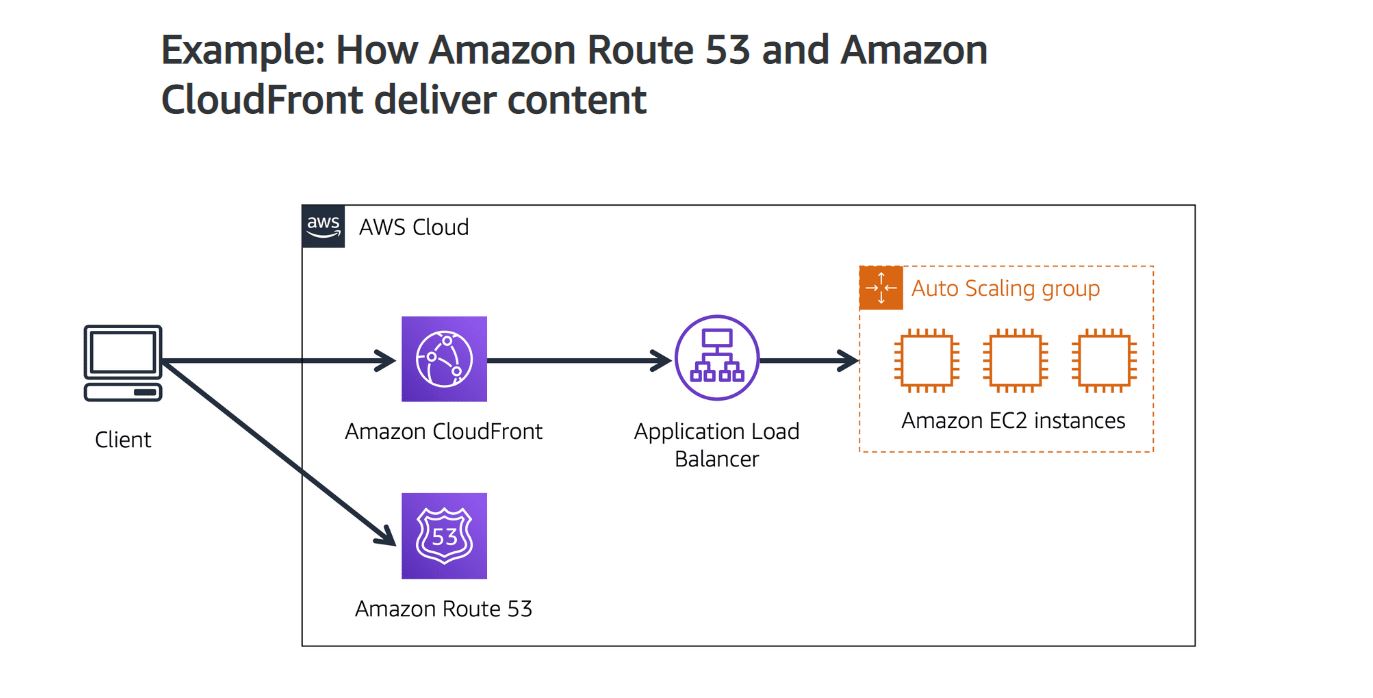 Example: How Amazon Route 53 and Amazon
CloudFront deliver content
aws
AWS Cloud
Auto Scaling group
Amazon EC2 instances
Client
Amazon CloudFront
Application Load
Balancer
53
Amazon Route 53